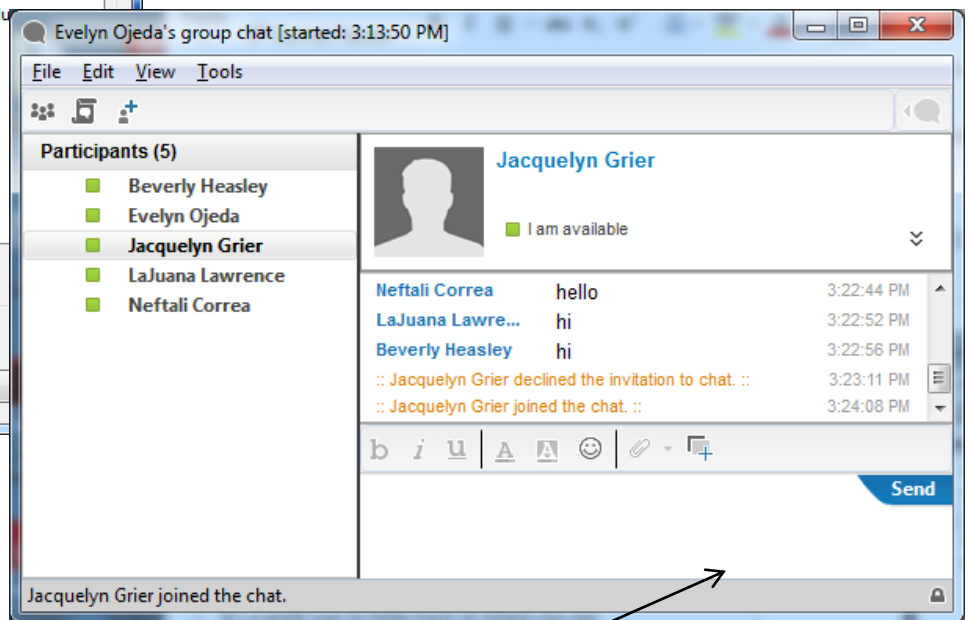 Evelyn Ojeda's group chat [started: 3:13:50 PM]
File Edit View Tools
Participants (5)
Beverly Heasley
Evelyn Ojeda
Jacquelyn Grier
LaJuana Lawrence
Neftali Correa
Jacquelyn Grier
I am available
Neftali Correa hello 3:22:44 PM
LaJuana Lawre... hi 3:22:52 PM
Beverly Heasley hi 3:22:56 PM
:: Jacquelyn Grier declined the invitation to chat. :: 3:23:11 PM
:: Jacquelyn Grier joined the chat. :: 3:24:08 PM
b i u A A
Send
Jacquelyn Grier joined the chat.